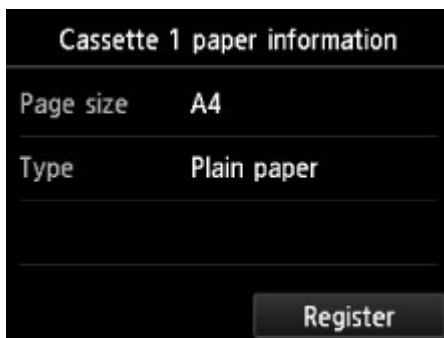 Cassette 1 paper information
Page size A4
Type Plain paper
Register